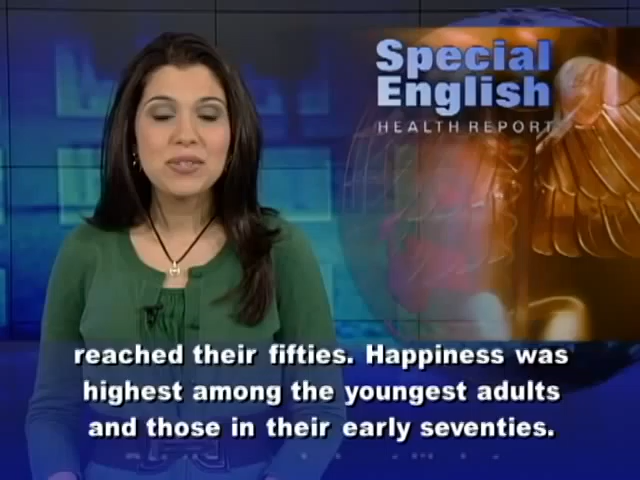 Special
English
HEALTH REPORT
reached their fifties. Happiness was
highest among the youngest adults
and those in their early seventies.